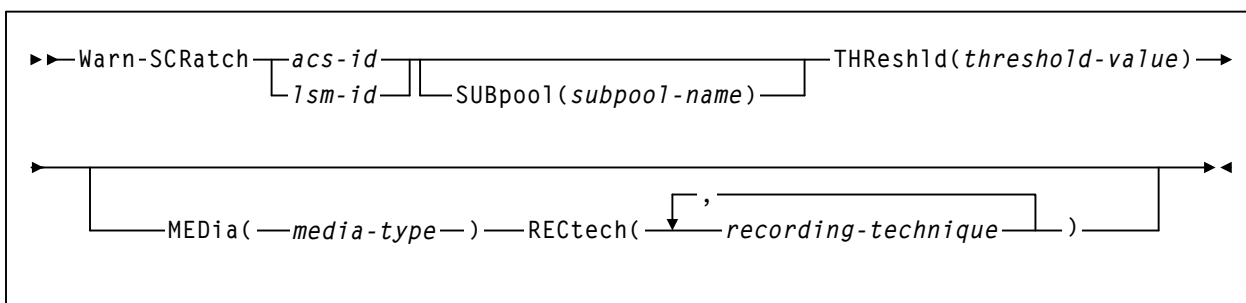 Warn-SCRatch acs-id THReshld(threshold-value)
lsm-id SUBpool(subpool-name)
,
MEDia( media-type ) RECtech( recording-technique )